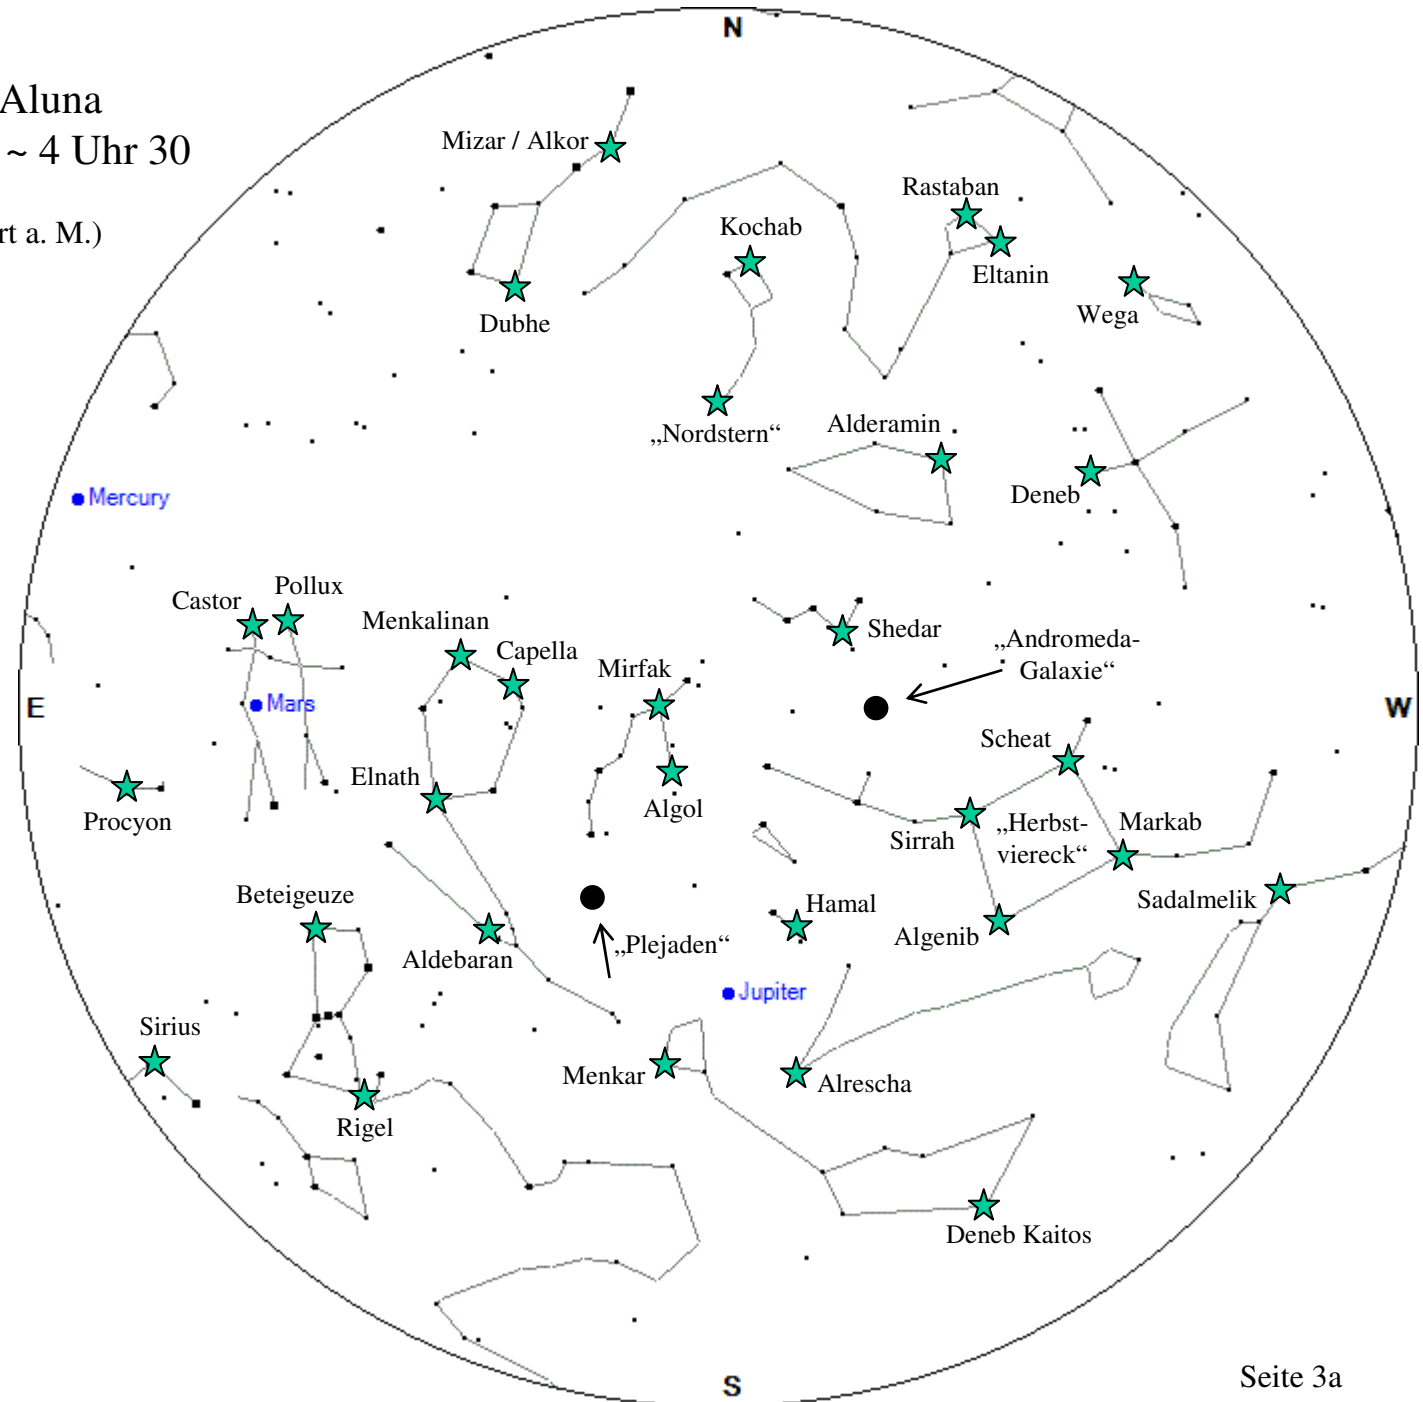 N
Aluna
~ 4 Uhr 30
rt a. M.)
Mizar / Alkor
Rastaban
Kochab
Eltanin
Wega
Dubhe
„Nordstern“
Alderamin
Deneb
Mercury
Castor
Pollux
Menkalinan
Capella
Mirfak
Shedar
„Andromeda-
Galaxie“
E
Mars
W
Scheat
Elnath
Algol
Procyon
Sirrah
„Herbst-
viereck“
Markab
Beteigeuze
Hamal
Sadalmelik
Algenib
Aldebaran
„Plejaden“
Jupiter
Sirius
Menkar
Alrescha
Rigel
Deneb Kaitos
S
Seite 3a